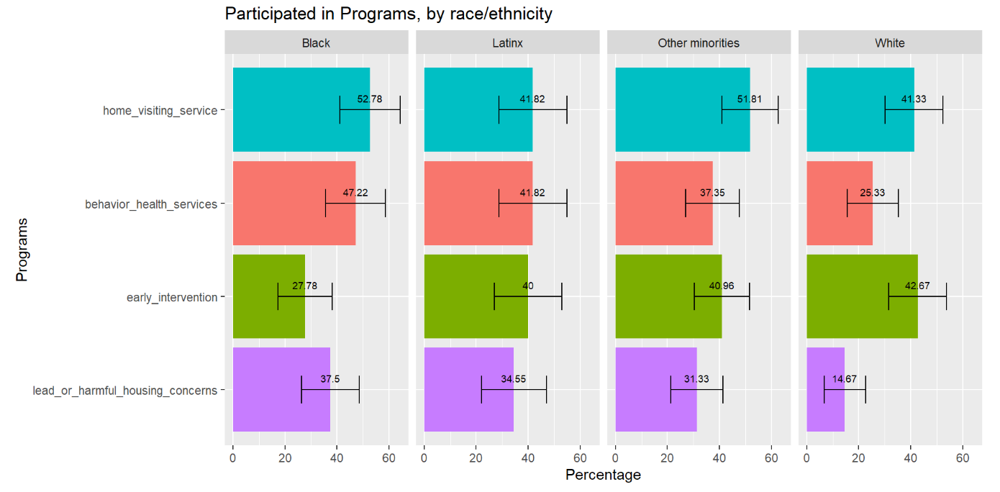 Participated in Programs, by race/ethnicity
Black Latinx Other minorities White
home_visiting_service 52.78 41.82 51.81 41.33
behavior_health_services 47.22 41.82 37.35 25.33
early_intervention 27.78 40 40.96 42.67
lead_or_harmful_housing_concerns 37.5 34.55 31.33 14.67
Programs
0 20 40 60 0 20 40 60 0 20 40 60 0 20 40 60
Percentage